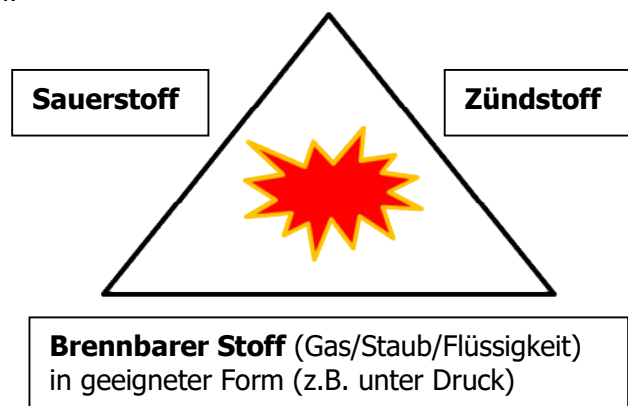 Sauerstoff
Zündstoff
Brennbarer Stoff (Gas/Staub/Flüssigkeit)
in geeigneter Form (z.B. unter Druck)